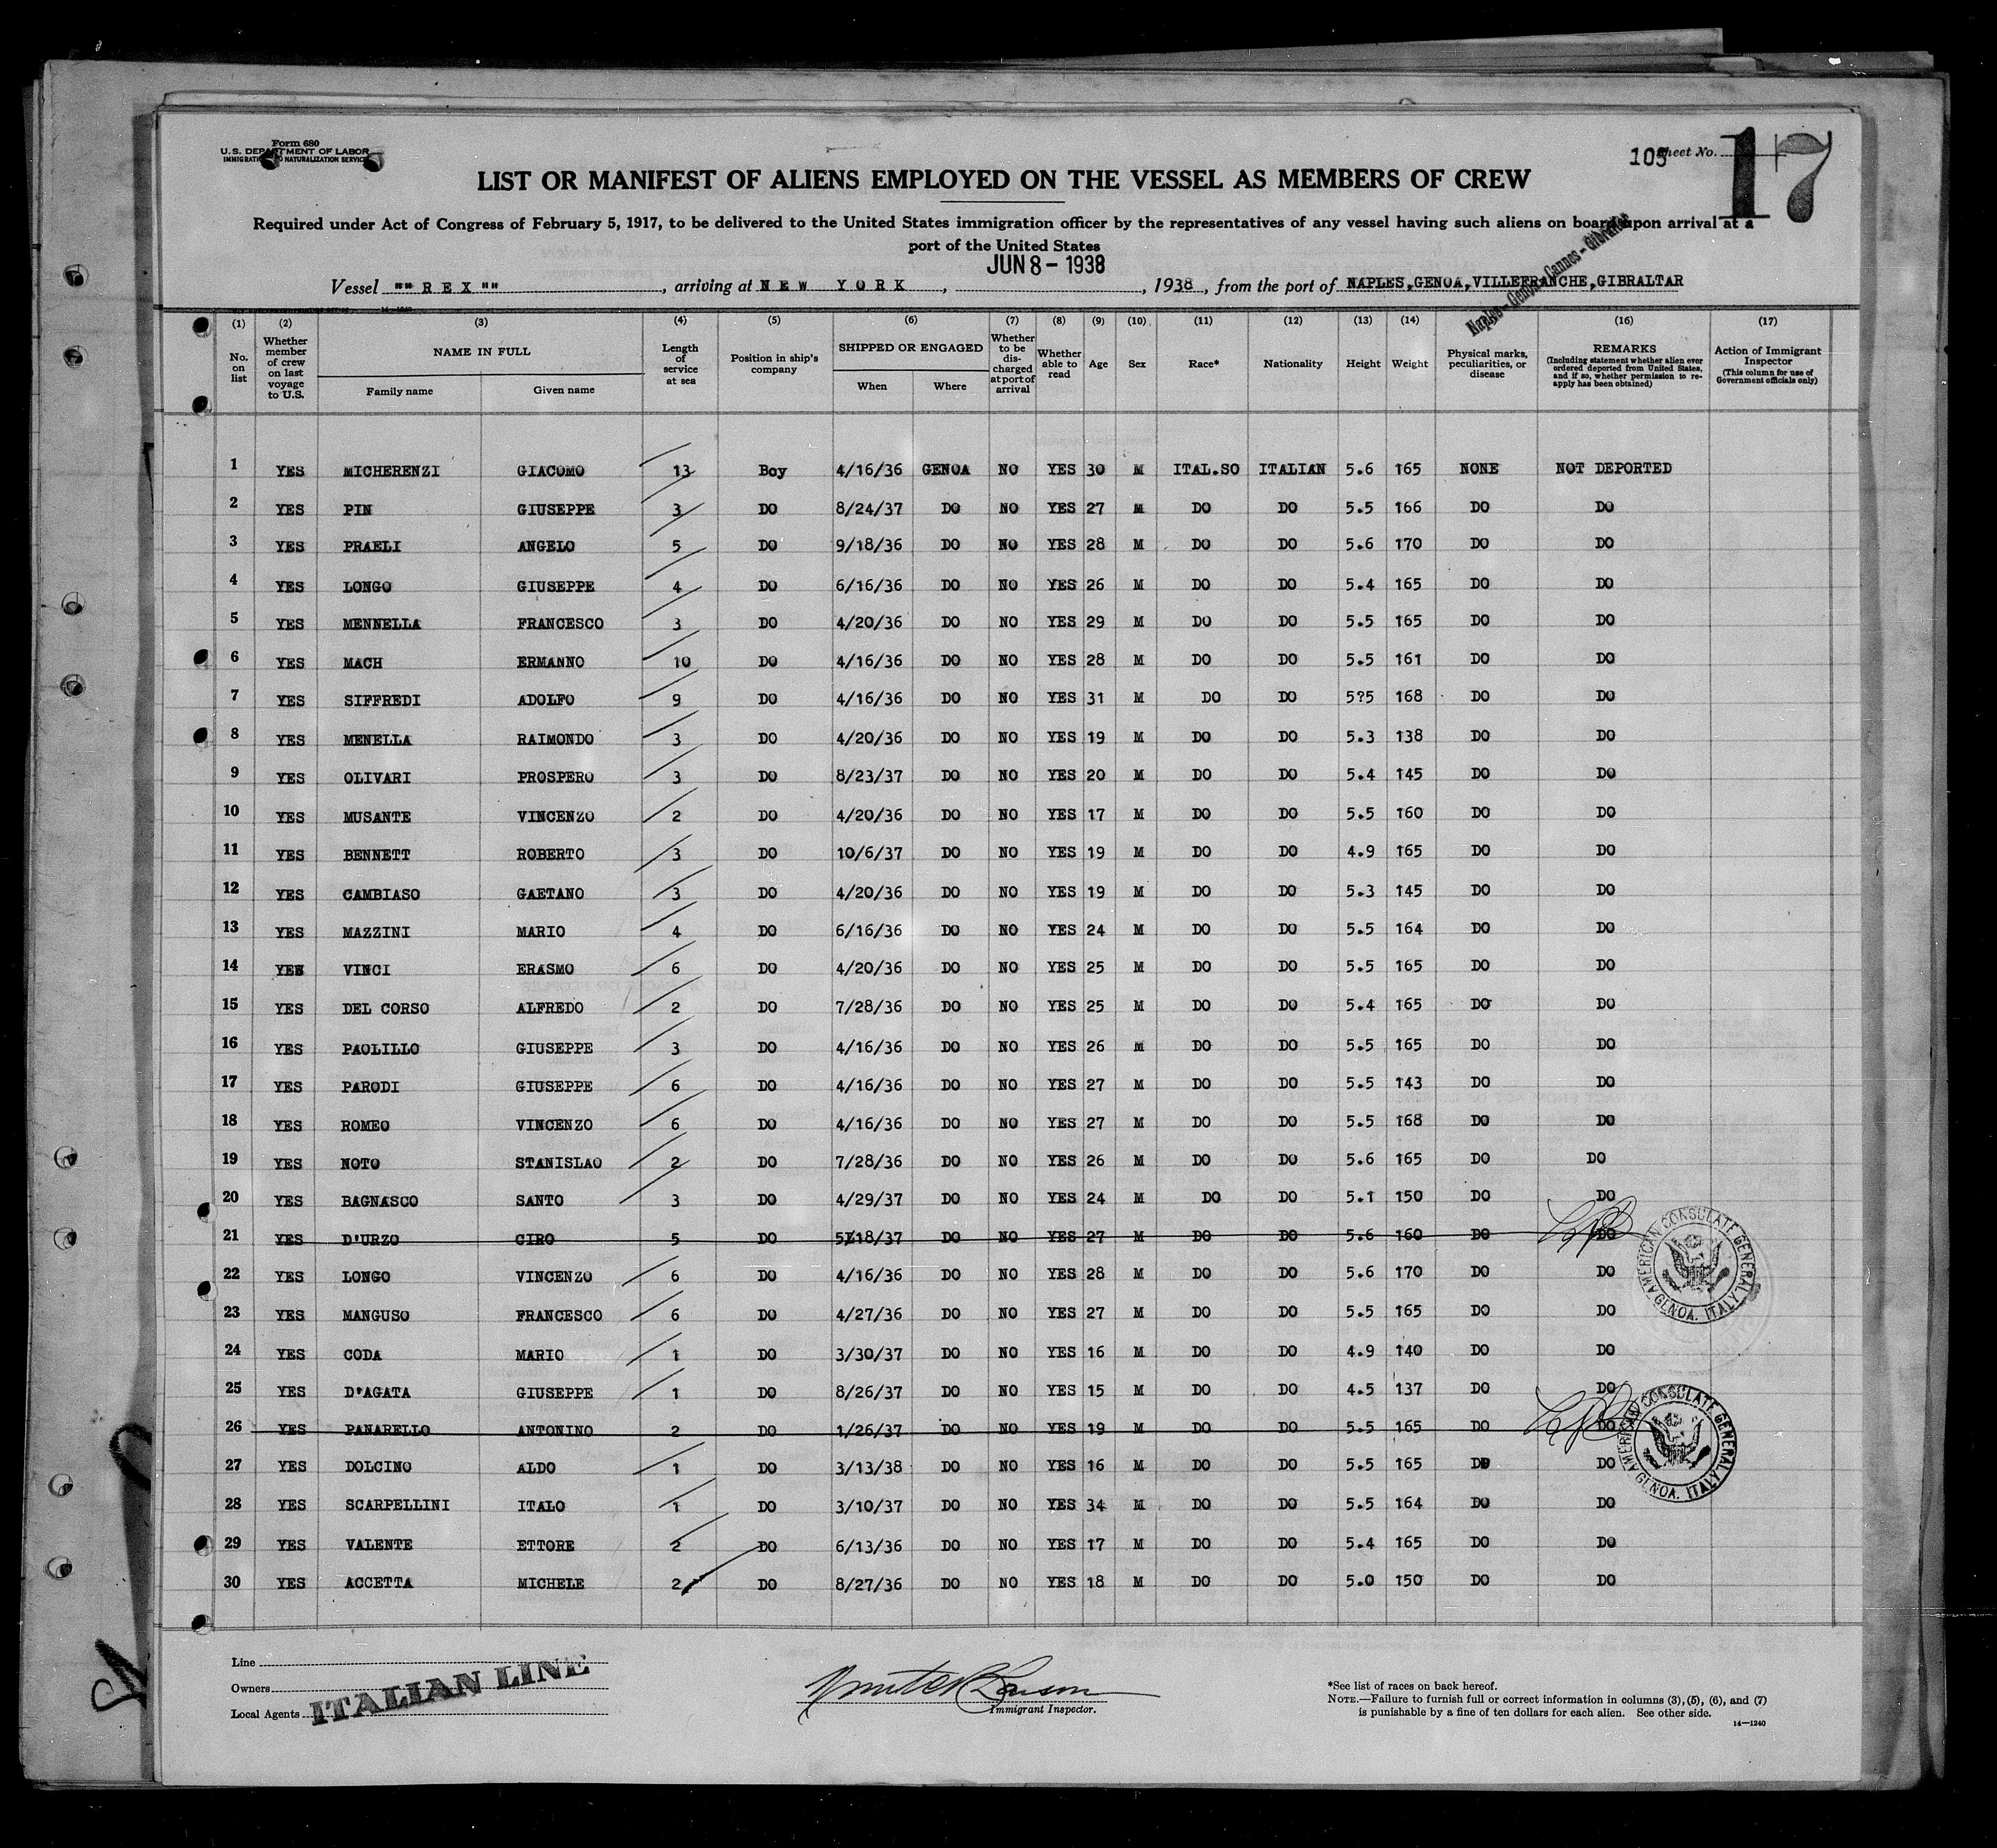 Form 680
U.S. DEPARTMENT OF LABOR
IMMIGRATION AND NATURALIZATION SERVICE
105 Sheet No.
17
LIST OR MANIFEST OF ALIENS EMPLOYED ON THE VESSEL AS MEMBERS OF CREW
Required under Act of Congress of February 5, 1917, to be delivered to the United States immigration officer by the representatives of any vessel having such aliens on board upon arrival at a
port of the United States
JUN 8 - 1938
Naples - Genoa - Cannes - Gibraltar
Vessel ""REX"" , arriving at NEW YORK , , 1938 , from the port of NAPLES,GENOA,VILLEFRANCHE,GIBRALTAR
(1) (2) (3) (4) (5) (6) (7) (8) (9) (10) (11) (12) (13) (14) (16) (17)
No. on list
Whether member of crew on last voyage to U.S.
NAME IN FULL
Family name Given name
Length of service at sea
Position in ship's company
SHIPPED OR ENGAGED
When Where
Whether to be discharged at port of arrival
Whether able to read
Age
Sex
Race*
Nationality
Height
Weight
Physical marks, peculiarities, or disease
REMARKS
(Including statement whether alien ever ordered deported from United States, and if so, whether permission to reapply has been obtained)
Action of Immigrant Inspector
(This column for use of Government officials only)
1 YES MICHERENZI GIACOMO 13 Boy 4/16/36 GENOA NO YES 30 M ITAL.SO ITALIAN 5.6 165 NONE NOT DEPORTED
2 YES PIN GIUSEPPE 3 DO 8/24/37 DO NO YES 27 M DO DO 5.5 166 DO DO
3 YES PRAELI ANGELO 5 DO 9/18/36 DO NO YES 28 M DO DO 5.6 170 DO DO
4 YES LONGO GIUSEPPE 4 DO 6/16/36 DO NO YES 26 M DO DO 5.4 165 DO DO
5 YES MENNELLA FRANCESCO 3 DO 4/20/36 DO NO YES 29 M DO DO 5.5 165 DO DO
6 YES MACH ERMANNO 10 DO 4/16/36 DO NO YES 28 M DO DO 5.5 161 DO DO
7 YES SIFFREDI ADOLFO 9 DO 4/16/36 DO NO YES 31 M DO DO 5?5 168 DO DO
8 YES MENELLA RAIMONDO 3 DO 4/20/36 DO NO YES 19 M DO DO 5.3 138 DO DO
9 YES OLIVARI PROSPERO 3 DO 8/23/37 DO NO YES 20 M DO DO 5.4 145 DO DO
10 YES MUSANTE VINCENZO 2 DO 4/20/36 DO NO YES 17 M DO DO 5.5 160 DO DO
11 YES BENNETT ROBERTO 3 DO 10/6/37 DO NO YES 19 M DO DO 4.9 165 DO DO
12 YES CAMBIASO GAETANO 3 DO 4/20/36 DO NO YES 19 M DO DO 5.3 145 DO DO
13 YES MAZZINI MARIO 4 DO 6/16/36 DO NO YES 24 M DO DO 5.5 164 DO DO
14 YES VINCI ERASMO 6 DO 4/20/36 DO NO YES 25 M DO DO 5.5 165 DO DO
15 YES DEL CORSO ALFREDO 2 DO 7/28/36 DO NO YES 25 M DO DO 5.4 165 DO DO
16 YES PAOLILLO GIUSEPPE 3 DO 4/16/36 DO NO YES 26 M DO DO 5.5 165 DO DO
17 YES PARODI GIUSEPPE 6 DO 4/16/36 DO NO YES 27 M DO DO 5.5 143 DO DO
18 YES ROMEO VINCENZO 6 DO 4/16/36 DO NO YES 27 M DO DO 5.5 168 DO DO
19 YES NOTO STANISLAO 2 DO 7/28/36 DO NO YES 26 M DO DO 5.6 165 DO DO
20 YES BAGNASCO SANTO 3 DO 4/29/37 DO NO YES 24 M DO DO 5.1 150 DO DO
21 YES D'URZO CIRO 5 DO 5/18/37 DO NO YES 27 M DO DO 5.6 160 DO DO
22 YES LONGO VINCENZO 6 DO 4/16/36 DO NO YES 28 M DO DO 5.6 170 DO DO
23 YES MANGUSO FRANCESCO 6 DO 4/27/36 DO NO YES 27 M DO DO 5.5 165 DO DO
24 YES CODA MARIO 1 DO 3/30/37 DO NO YES 16 M DO DO 4.9 140 DO DO
25 YES D'AGATA GIUSEPPE 1 DO 8/26/37 DO NO YES 15 M DO DO 4.5 137 DO DO
26 YES PANARELLO ANTONINO 2 DO 1/26/37 DO NO YES 19 M DO DO 5.5 165 DO DO
27 YES DOLCINO ALDO 1 DO 3/13/38 DO NO YES 16 M DO DO 5.5 165 DO DO
28 YES SCARPELLINI ITALO 1 DO 3/10/37 DO NO YES 34 M DO DO 5.5 164 DO DO
29 YES VALENTE ETTORE 2 DO 6/13/36 DO NO YES 17 M DO DO 5.4 165 DO DO
30 YES ACCETTA MICHELE 2 DO 8/27/36 DO NO YES 18 M DO DO 5.0 150 DO DO
AMERICAN CONSULATE GENERAL GENOA, ITALY
AMERICAN CONSULATE GENERAL GENOA, ITALY
Line
Owners
Local Agents
ITALIAN LINE
Immigrant Inspector.
*See list of races on back hereof.
NOTE.—Failure to furnish full or correct information in columns (3), (5), (6), and (7)
is punishable by a fine of ten dollars for each alien. See other side.
14—1240